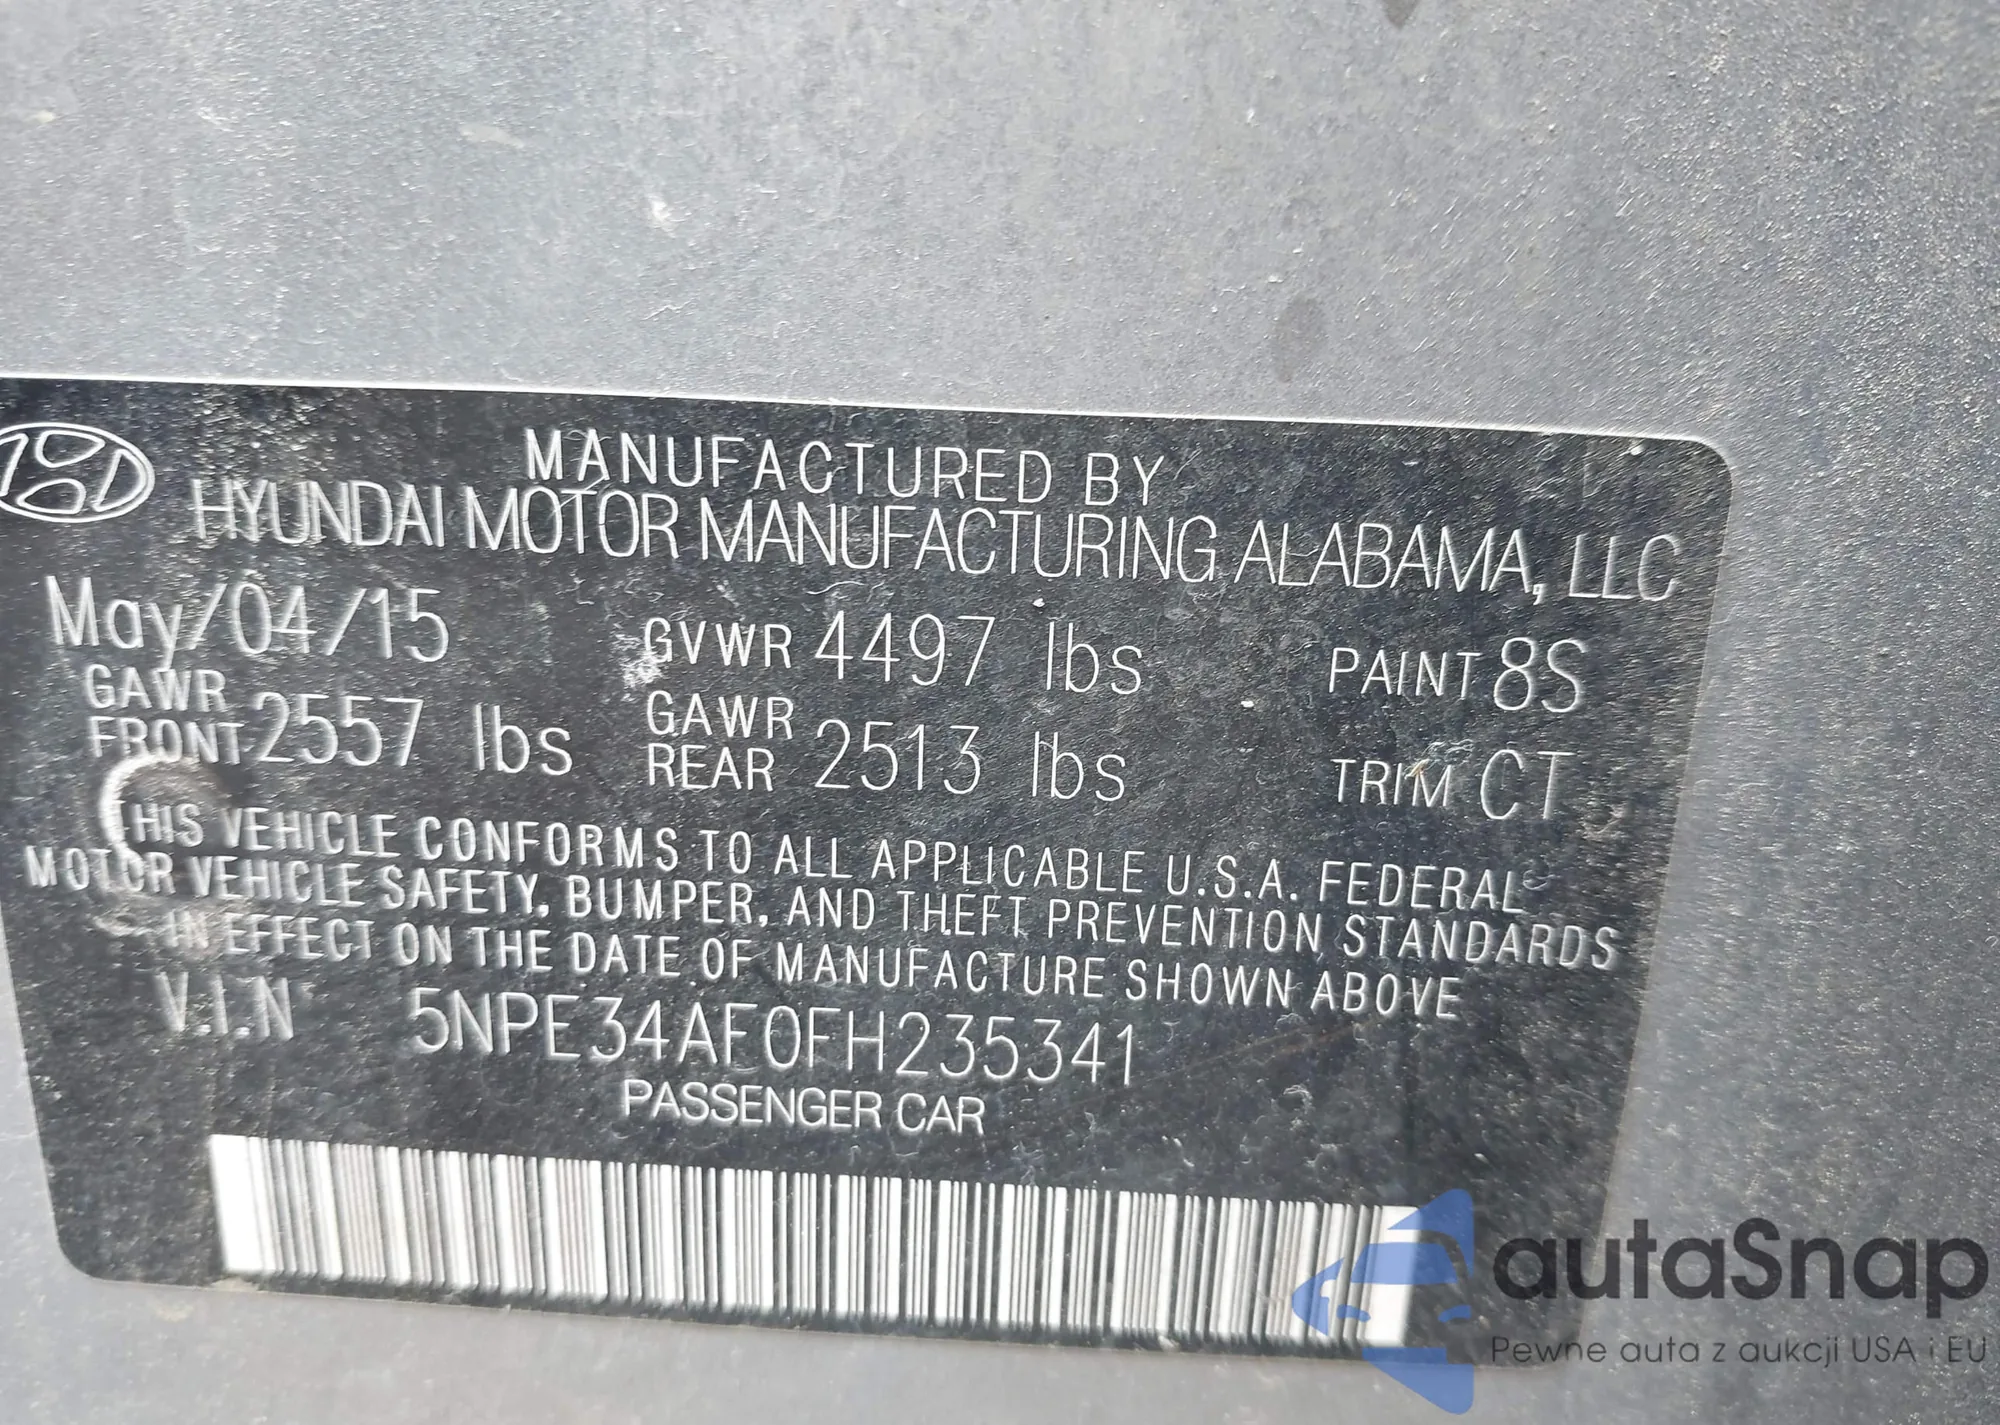 MANUFACTURED BY
HYUNDAI MOTOR MANUFACTURING ALABAMA, LLC
May/04/15 GVWR 4497 lbs PAINT 8S
GAWR FRONT 2557 lbs GAWR REAR 2513 lbs TRIM CT
THIS VEHICLE CONFORMS TO ALL APPLICABLE U.S.A. FEDERAL
MOTOR VEHICLE SAFETY, BUMPER, AND THEFT PREVENTION STANDARDS
IN EFFECT ON THE DATE OF MANUFACTURE SHOWN ABOVE
V.I.N 5NPE34AF0FH235341
PASSENGER CAR
autaSnap
Pewne auta z aukcji USA i EU